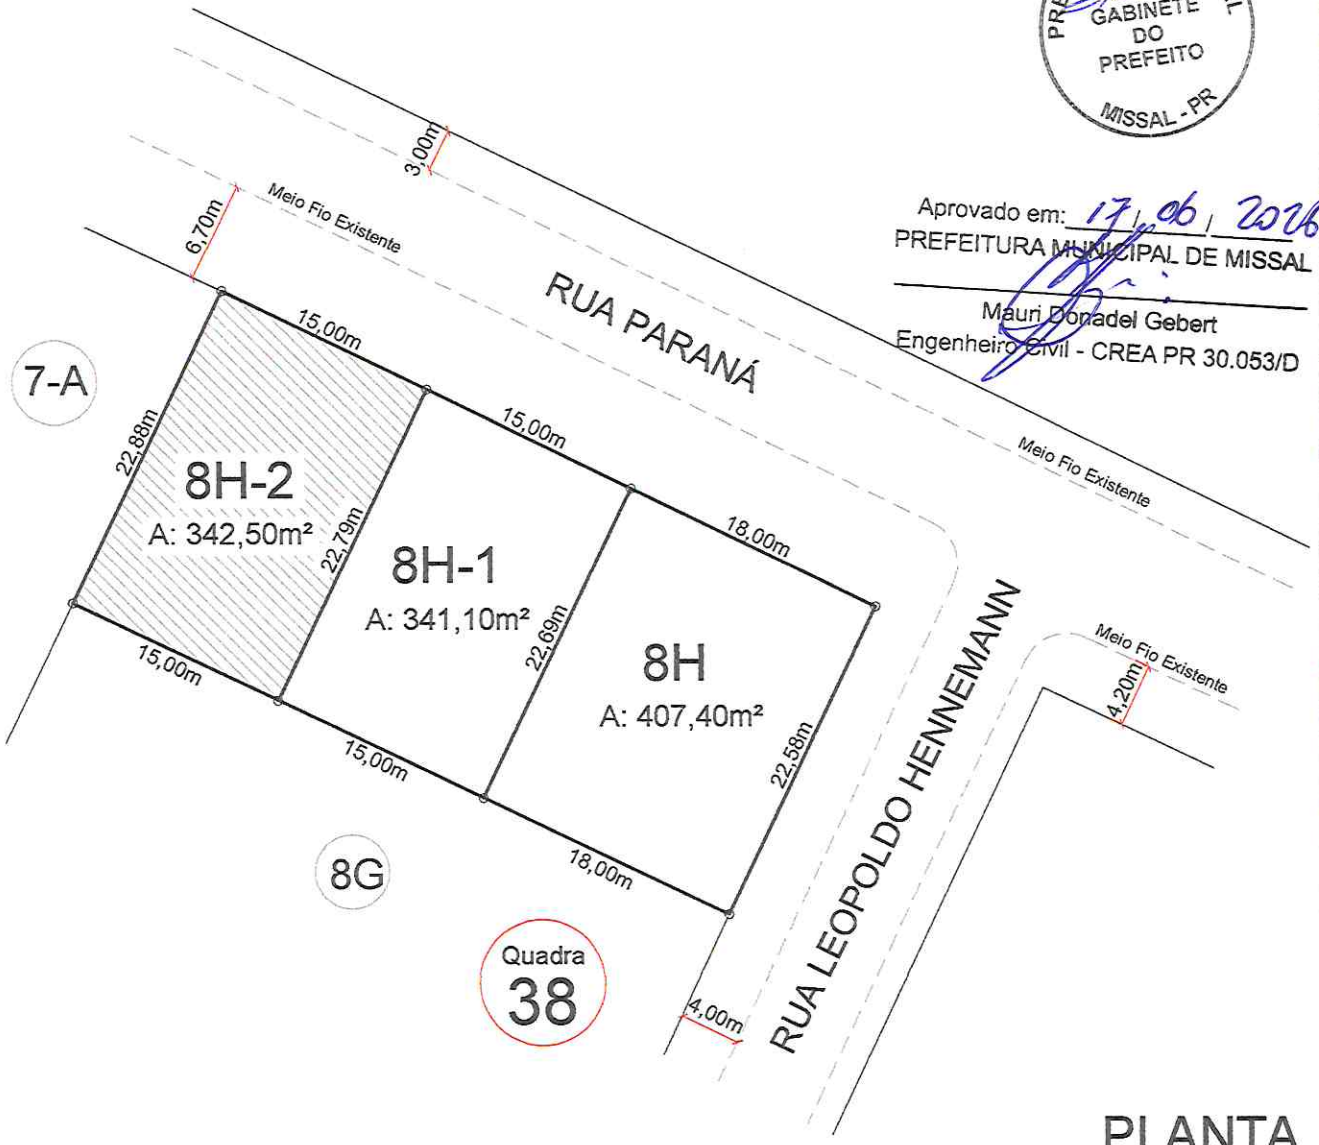 GABINETE
DO
PREFEITO
MISSAL - PR
3,00m
Aprovado em: 17 / 06 / 2026
PREFEITURA MUNICIPAL DE MISSAL
Mauri Donadel Gebert
Engenheiro Civil - CREA PR 30.053/D
6,70m
Meio Fio Existente
RUA PARANÁ
15,00m
7-A
15,00m
22,88m
8H-2
A: 342,50m²
22,79m
Meio Fio Existente
18,00m
8H-1
A: 341,10m²
22,69m
8H
A: 407,40m²
15,00m
Meio Fio Existente
4,20m
22,58m
15,00m
RUA LEOPOLDO HENNEMANN
8G
18,00m
Quadra
38
4,00m
PLANTA